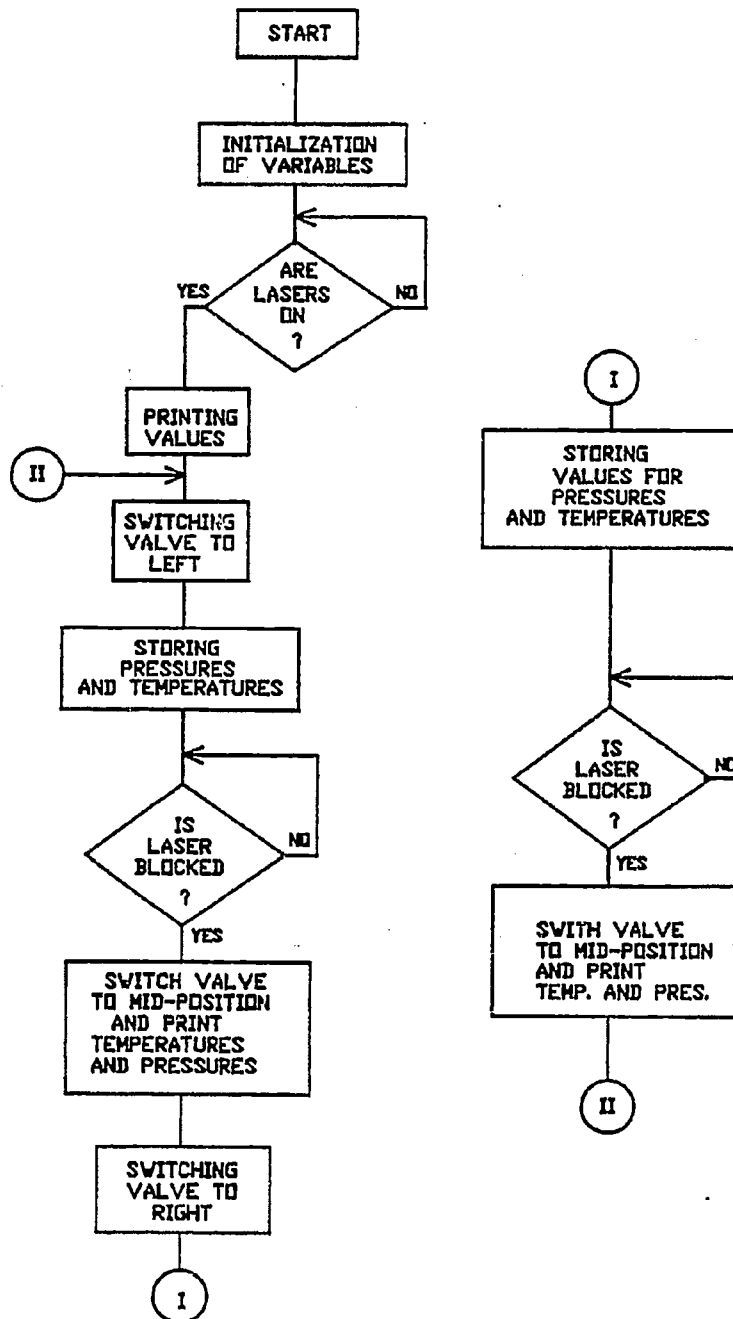 START
INITIALIZATION
OF VARIABLES
ARE
LASERS
ON
?
YES
NO
PRINTING
VALUES
II
SWITCHING
VALVE TO
LEFT
STORING
PRESSURES
AND TEMPERATURES
IS
LASER
BLOCKED
?
NO
YES
SWITCH VALVE
TO MID-POSITION
AND PRINT
TEMPERATURES
AND PRESSURES
SWITCHING
VALVE TO
RIGHT
I
I
STORING
VALUES FOR
PRESSURES
AND TEMPERATURES
IS
LASER
BLOCKED
?
NO
YES
SWITH VALVE
TO MID-POSITION
AND PRINT
TEMP. AND PRES.
II